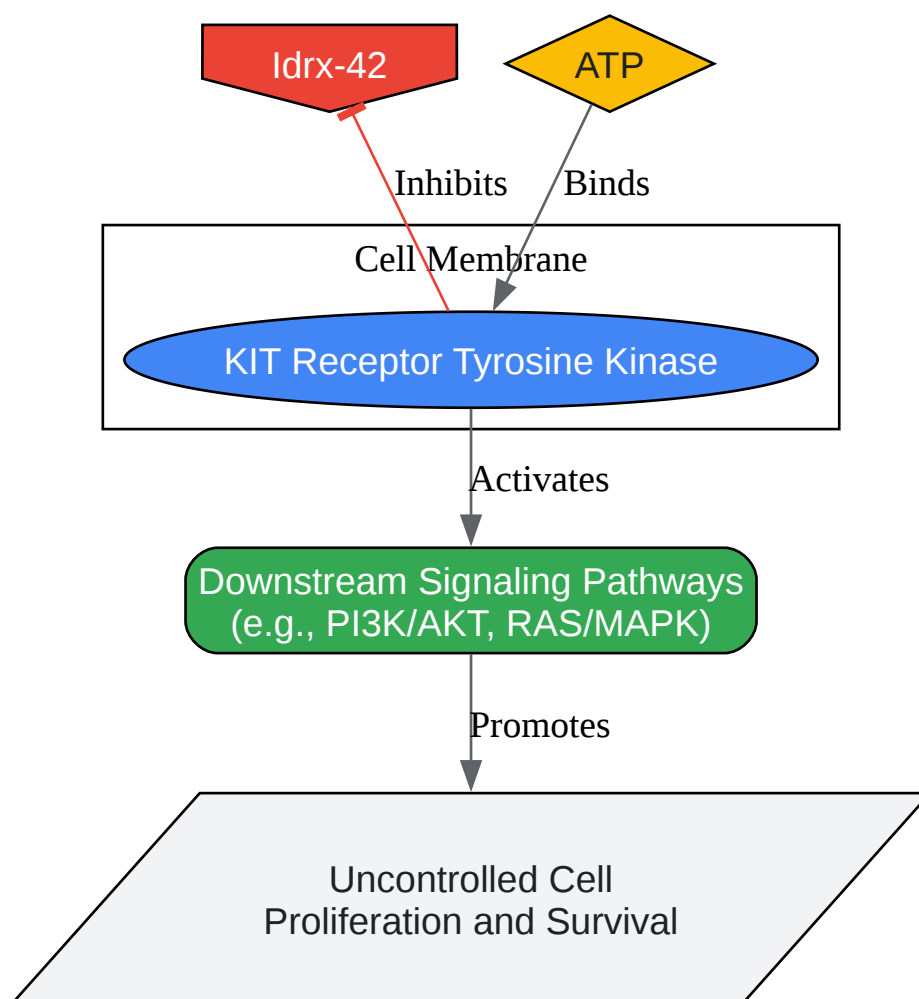 Idrx-42
ATP
Inhibits
Binds
Cell Membrane
KIT Receptor Tyrosine Kinase
Activates
Downstream Signaling Pathways
(e.g., PI3K/AKT, RAS/MAPK)
Promotes
Uncontrolled Cell
Proliferation and Survival